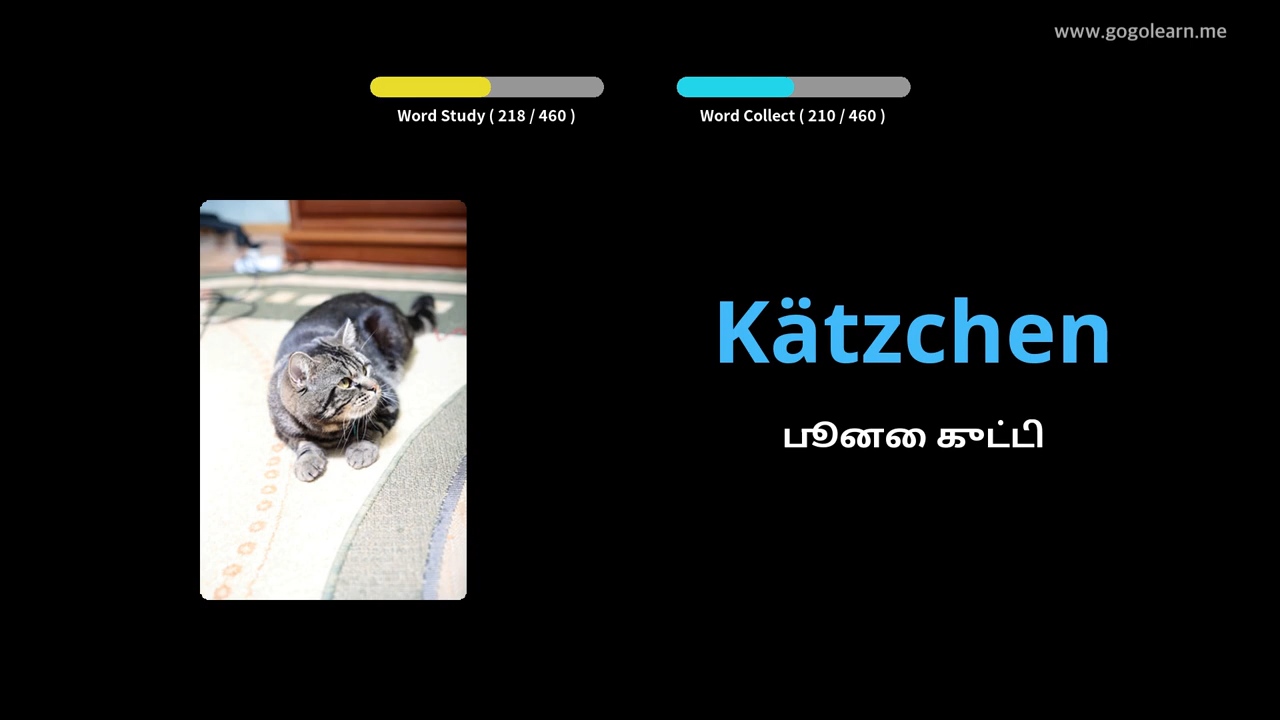 www.gogolearn.me
Word Study ( 218 / 460 )
Word Collect ( 210 / 460 )
Kätzchen
பூனை குட்டி